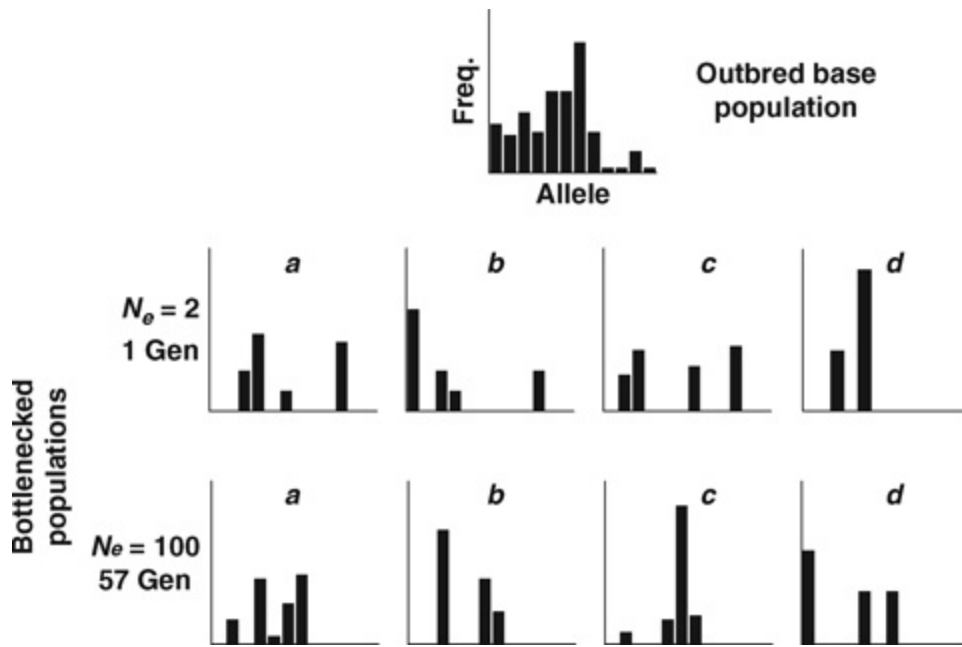 Freq.
Outbred base
population
Allele
Bottlenecked
populations
Ne = 2
1 Gen
a
b
c
d
Ne = 100
57 Gen
a
b
c
d